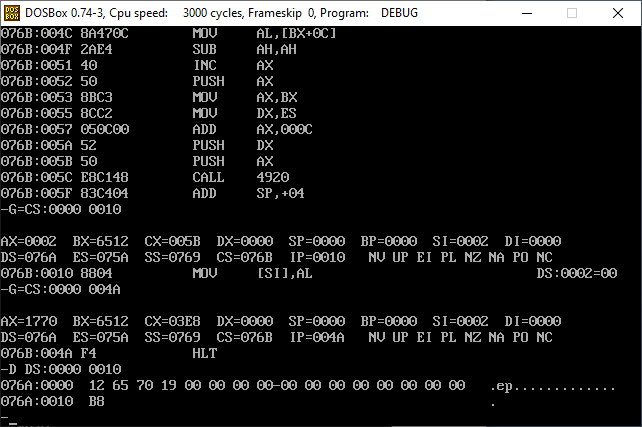 DOSBox 0.74-3, Cpu speed:    3000 cycles, Frameskip  0, Program:    DEBUG
076B:004C 8A470C        MOV     AL,[BX+0C]
076B:004F 2AE4          SUB     AH,AH
076B:0051 40            INC     AX
076B:0052 50            PUSH    AX
076B:0053 8BC3          MOV     AX,BX
076B:0055 8CC2          MOV     DX,ES
076B:0057 050C00        ADD     AX,000C
076B:005A 52            PUSH    DX
076B:005B 50            PUSH    AX
076B:005C E8C148        CALL    4920
076B:005F 83C404        ADD     SP,+04
-G=CS:0000 0010
AX=0002  BX=6512  CX=005B  DX=0000  SP=0000  BP=0000  SI=0002  DI=0000
DS=076A  ES=075A  SS=0769  CS=076B  IP=0010   NV UP EI PL NZ NA PO NC
076B:0010 8804          MOV     [SI],AL                            DS:0002=00
-G=CS:0000 004A
AX=1770  BX=6512  CX=03E8  DX=0000  SP=0000  BP=0000  SI=0002  DI=0000
DS=076A  ES=075A  SS=0769  CS=076B  IP=004A   NV UP EI PL NZ NA PO NC
076B:004A F4            HLT
-D DS:0000 0010
076A:0000  12 65 70 19 00 00 00 00-00 00 00 00 00 00 00 00   .ep.............
076A:0010  B8                                                .
-